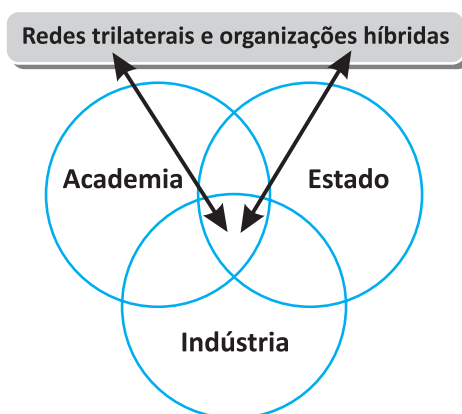 Redes trilaterais e organizações híbridas
Academia
Estado
Indústria